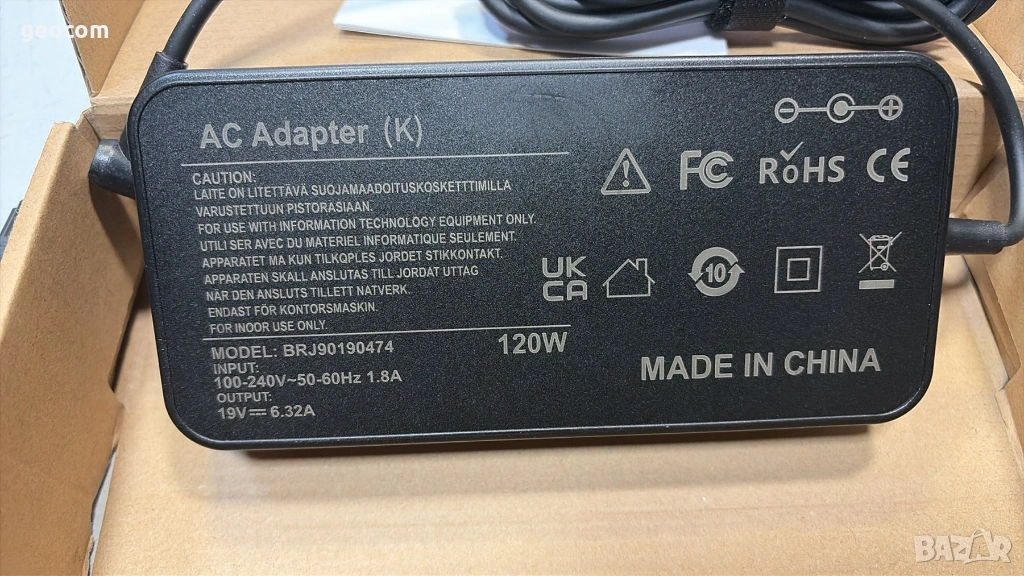 geocom
AC Adapter (K)
CAUTION:
LAITE ON LITETTÄVÄ SUOJAMAADOITUSKOSKETTIMILLA
VARUSTETTUUN PISTORASIAAN.
FOR USE WITH INFORMATION TECHNOLOGY EQUIPMENT ONLY.
UTILI SER AVEC DU MATERIEL INFORMATIQUE SEULEMENT.
APPARATET MA KUN TILKQPLES JORDET STIKKONTAKT.
APPARATEN SKALL ANSLUTAS TILL JORDAT UTTAG
NÄR DEN ANSLUTS TILLETT NATVERK.
ENDAST FÖR KONTORSMASKIN.
FOR INOOR USE ONLY.
MODEL: BRJ90190474
120W
INPUT:
100-240V~50-60Hz 1.8A
OUTPUT:
19V⎓6.32A
FC RoHS CE
UK
CA
10
MADE IN CHINA
BAZAR